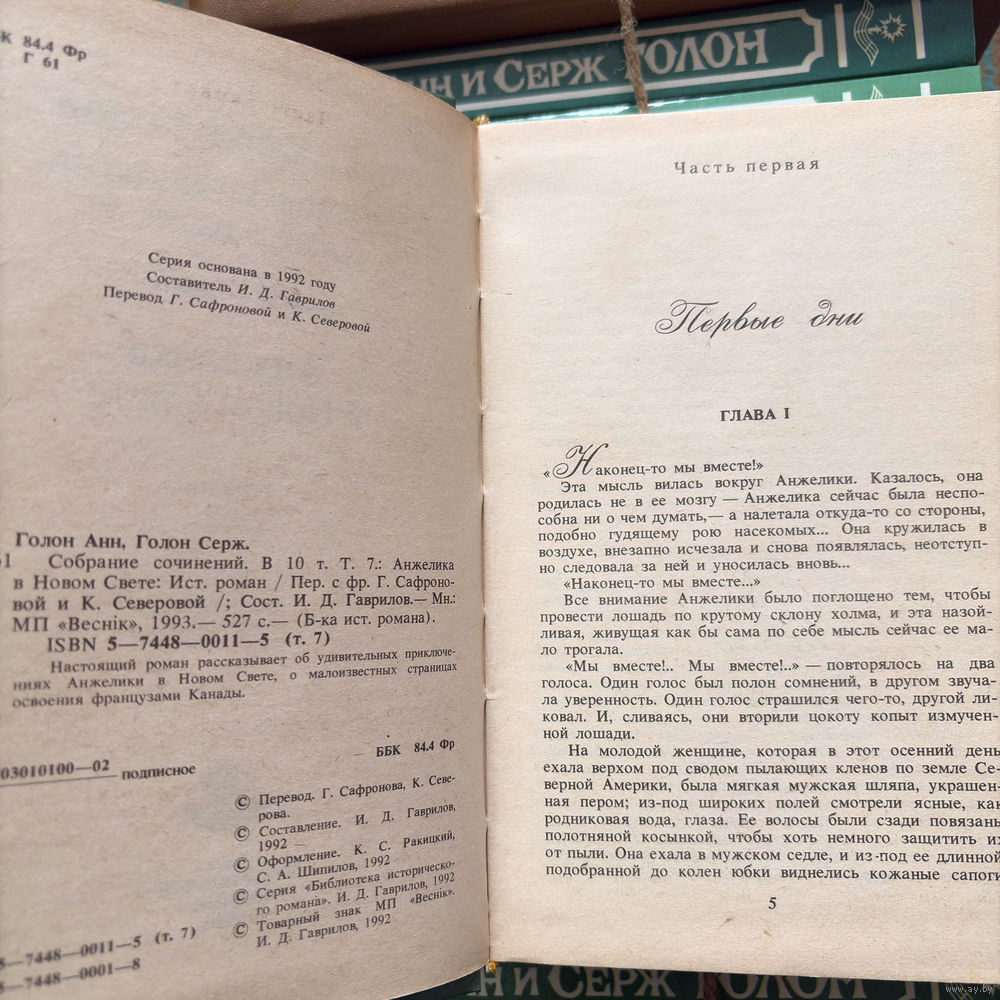 К 84.4 Фр
Г 61
Серия основана в 1992 году
Составитель И. Д. Гаврилов
Перевод Г. Сафроновой и К. Северовой
Голон Анн, Голон Серж.
61 Собрание сочинений. В 10 т. Т. 7.: Анжелика
в Новом Свете: Ист. роман / Пер. с фр. Г. Сафроно-
вой и К. Северовой /; Сост. И. Д. Гаврилов.— Мн.:
МП «Веснiк», 1993.— 527 с.— (Б-ка ист. романа).
ISBN 5—7448—0011—5 (т. 7)
Настоящий роман рассказывает об удивительных приключе-
ниях Анжелики в Новом Свете, о малоизвестных страницах
освоения французами Канады.
ББК 84.4 Фр
03010100—02 подписное
© Перевод. Г. Сафронова, К. Севе-
рова.
© Составление. И. Д. Гаврилов,
1992
© Оформление. К. С. Ракицкий,
С. А. Шипилов, 1992
© Серия «Библиотека историческо-
го романа». И. Д. Гаврилов, 1992
© Товарный знак МП «Веснiк».
И. Д. Гаврилов, 1992
—7448—0011—5 (т. 7)
—7448—0001—8
НН И СЕРЖ ГОЛОН
Часть первая
Первые дни
ГЛАВА I
«Наконец-то мы вместе!»
Эта мысль вилась вокруг Анжелики. Казалось, она
родилась не в ее мозгу — Анжелика сейчас была неспо-
собна ни о чем думать,— а налетала откуда-то со стороны,
подобно гудящему рою насекомых... Она кружилась в
воздухе, внезапно исчезала и снова появлялась, неотступ-
но следовала за ней и уносилась вновь...
«Наконец-то мы вместе...»
Все внимание Анжелики было поглощено тем, чтобы
провести лошадь по крутому склону холма, и эта назой-
ливая, живущая как бы сама по себе мысль сейчас ее ма-
ло трогала.
«Мы вместе!.. Мы вместе!..» — повторялось на два
голоса. Один голос был полон сомнений, в другом звуча-
ла уверенность. Один голос страшился чего-то, другой ли-
ковал. И, сливаясь, они вторили цокоту копыт измучен-
ной лошади.
На молодой женщине, которая в этот осенний день
ехала верхом под сводом пылающих кленов по земле Се-
верной Америки, была мягкая мужская шляпа, украшен-
ная пером; из-под широких полей смотрели ясные, как
родниковая вода, глаза. Ее волосы были сзади повязаны
полотняной косынкой, чтобы хоть немного защитить их
от пыли. Она ехала в мужском седле, и из-под ее длинной
подобранной до колен юбки виднелись кожаные сапоги
5
НН И СЕРЖ ГОЛОН
www.ay.by